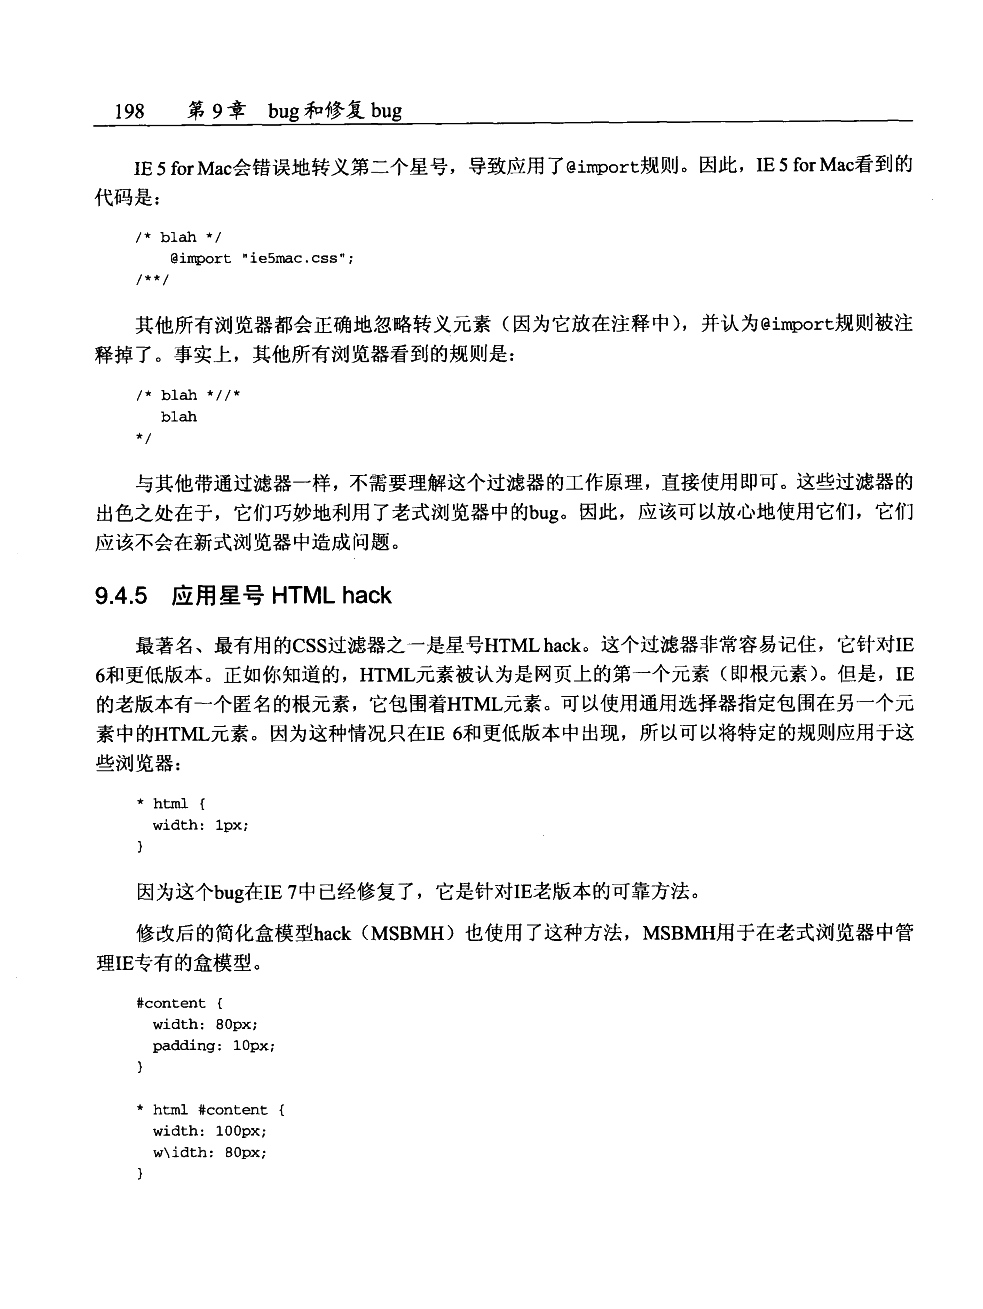 198 第9章 bug和修复bug
IE 5 for Mac会错误地转义第二个星号，导致应用了@import规则。因此，IE 5 for Mac看到的
代码是：
/* blah */
@import "ie5mac.css";
/**/
其他所有浏览器都会正确地忽略转义元素（因为它放在注释中），并认为@import规则被注
释掉了。事实上，其他所有浏览器看到的规则是：
/* blah *//*
blah
*/
与其他带通过滤器一样，不需要理解这个过滤器的工作原理，直接使用即可。这些过滤器的
出色之处在于，它们巧妙地利用了老式浏览器中的bug。因此，应该可以放心地使用它们，它们
应该不会在新式浏览器中造成问题。
9.4.5 应用星号 HTML hack
最著名、最有用的CSS过滤器之一是星号HTML hack。这个过滤器非常容易记住，它针对IE
6和更低版本。正如你知道的，HTML元素被认为是网页上的第一个元素（即根元素）。但是，IE
的老版本有一个匿名的根元素，它包围着HTML元素。可以使用通用选择器指定包围在另一个元
素中的HTML元素。因为这种情况只在IE 6和更低版本中出现，所以可以将特定的规则应用于这
些浏览器：
* html {
width: 1px;
}
因为这个bug在IE 7中已经修复了，它是针对IE老版本的可靠方法。
修改后的简化盒模型hack（MSBMH）也使用了这种方法，MSBMH用于在老式浏览器中管
理IE专有的盒模型。
#content {
width: 80px;
padding: 10px;
}
* html #content {
width: 100px;
w\idth: 80px;
}